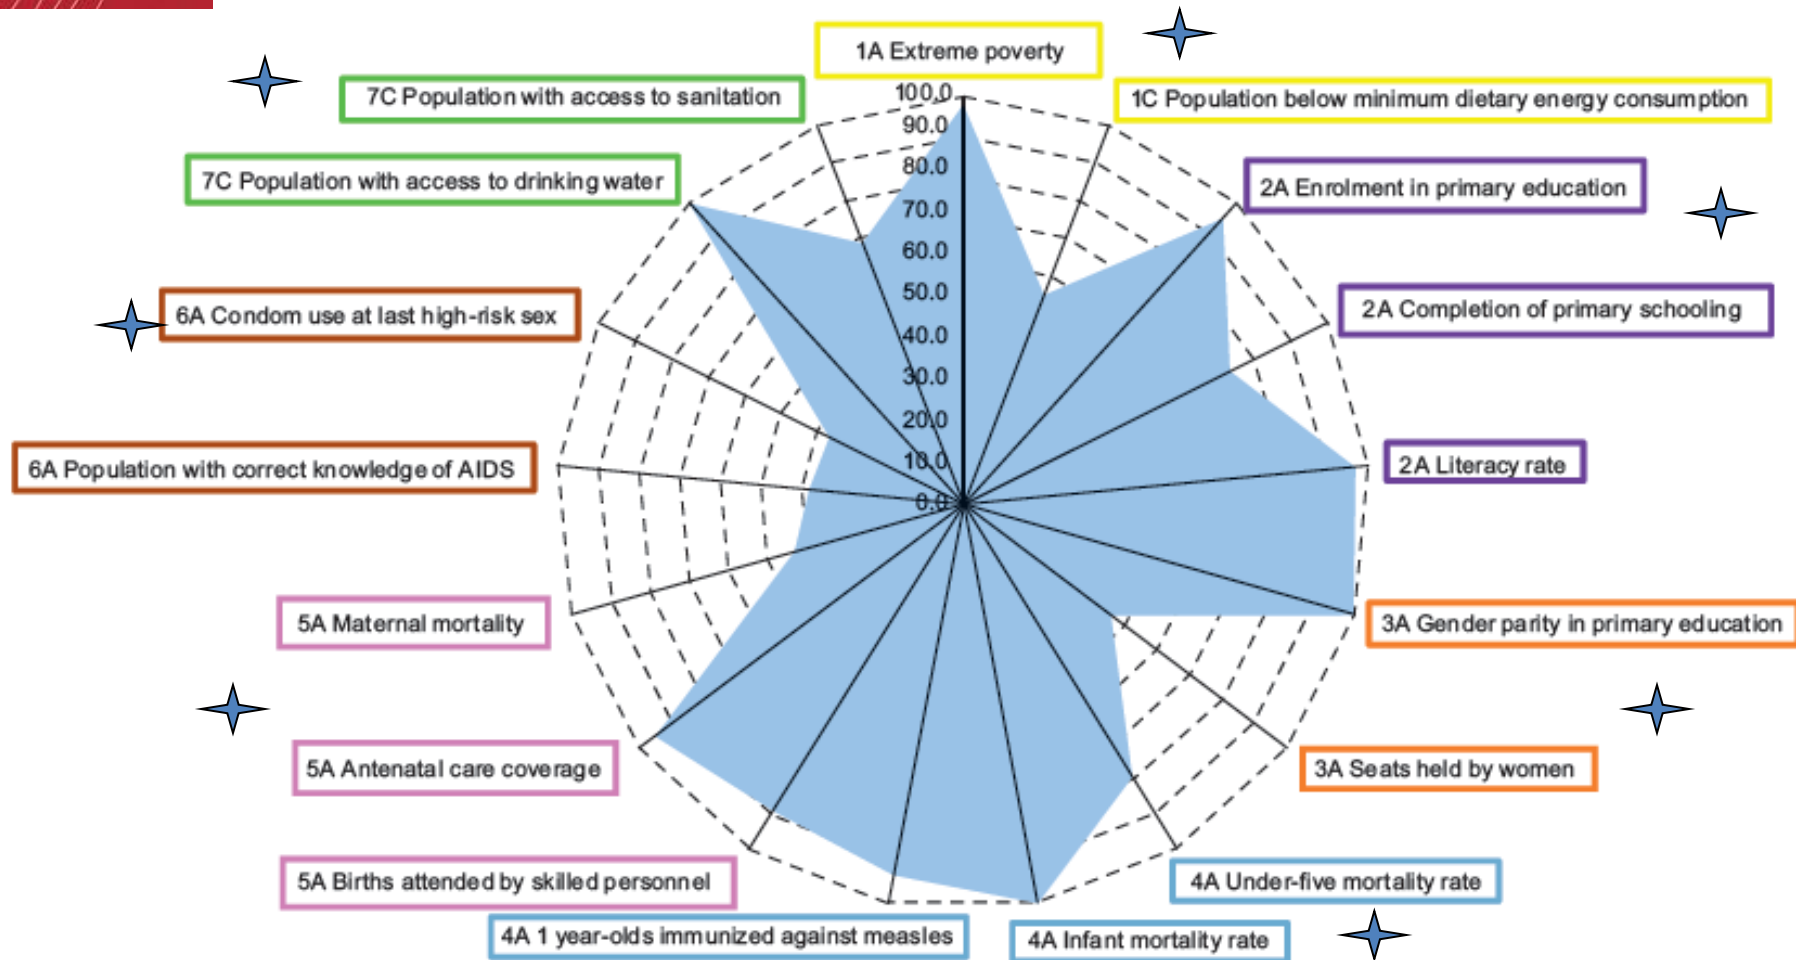 1A Extreme poverty
7C Population with access to sanitation
1C Population below minimum dietary energy consumption
7C Population with access to drinking water
2A Enrolment in primary education
6A Condom use at last high-risk sex
2A Completion of primary schooling
6A Population with correct knowledge of AIDS
2A Literacy rate
5A Maternal mortality
3A Gender parity in primary education
5A Antenatal care coverage
3A Seats held by women
5A Births attended by skilled personnel
4A Under-five mortality rate
4A 1 year-olds immunized against measles
4A Infant mortality rate
100.0
90.0
80.0
70.0
60.0
50.0
40.0
30.0
20.0
10.0
0.0